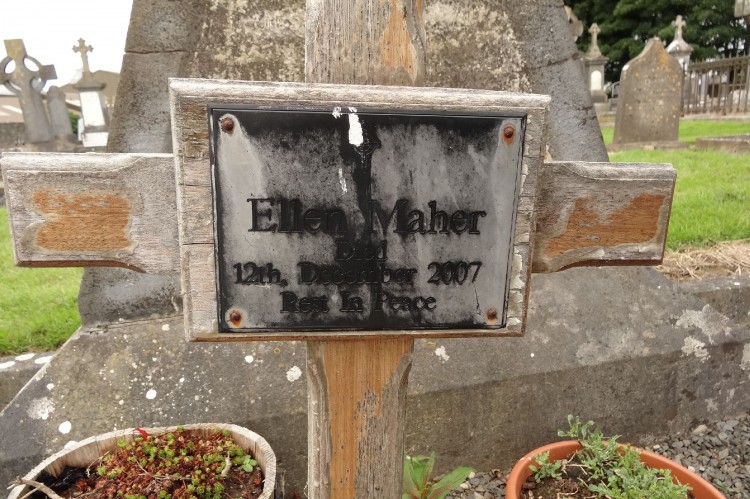 Ellen Maher
Died
12th, December 2007
Rest In Peace